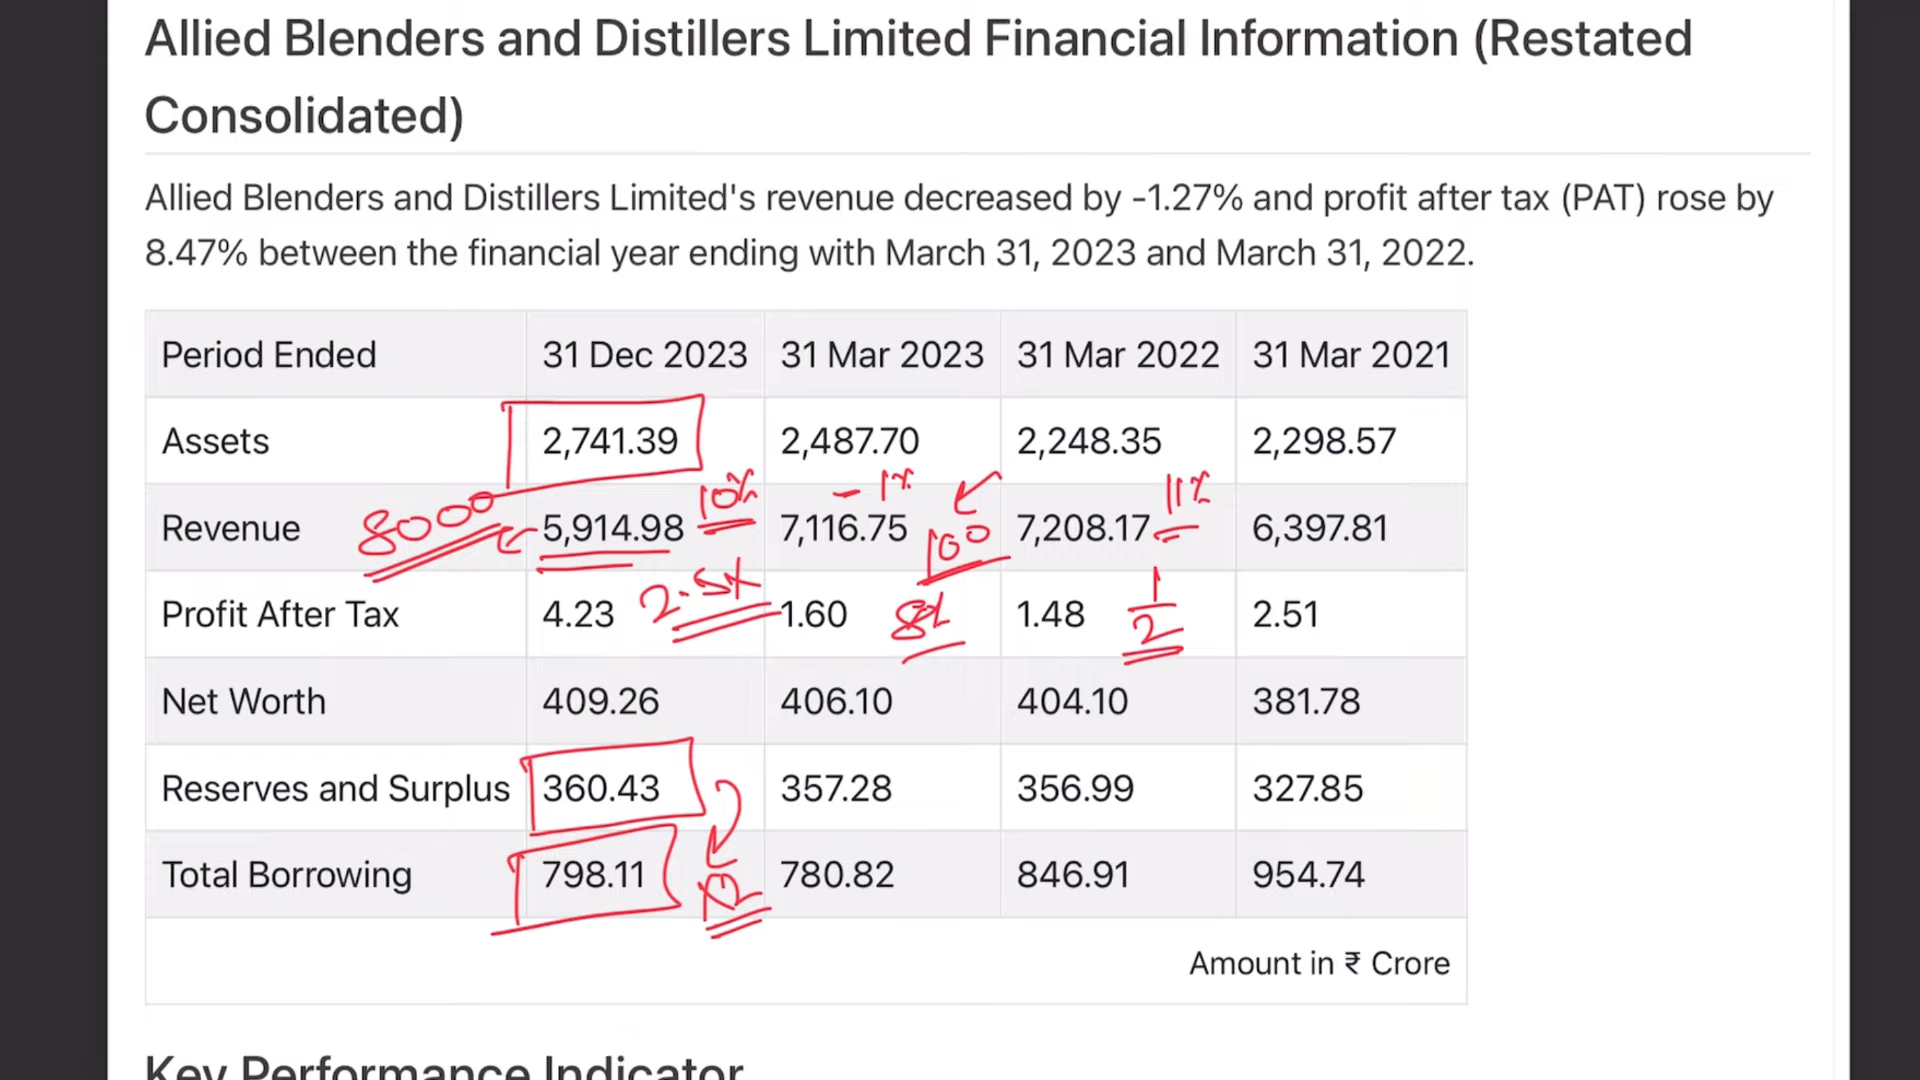 Allied Blenders and Distillers Limited Financial Information (Restated
Consolidated)
Allied Blenders and Distillers Limited's revenue decreased by -1.27% and profit after tax (PAT) rose by
8.47% between the financial year ending with March 31, 2023 and March 31, 2022.
Period Ended 31 Dec 2023 31 Mar 2023 31 Mar 2022 31 Mar 2021
Assets 2,741.39 2,487.70 2,248.35 2,298.57
10% - 1% 11%
Revenue 8000 5,914.98 7,116.75 100 7,208.17 6,397.81
Profit After Tax 4.23 2.5x 1.60 8% 1.48 1/2 2.51
Net Worth 409.26 406.10 404.10 381.78
Reserves and Surplus 360.43 357.28 356.99 327.85
Total Borrowing 798.11 x2 780.82 846.91 954.74
Amount in ₹ Crore
Key Performance Indicator